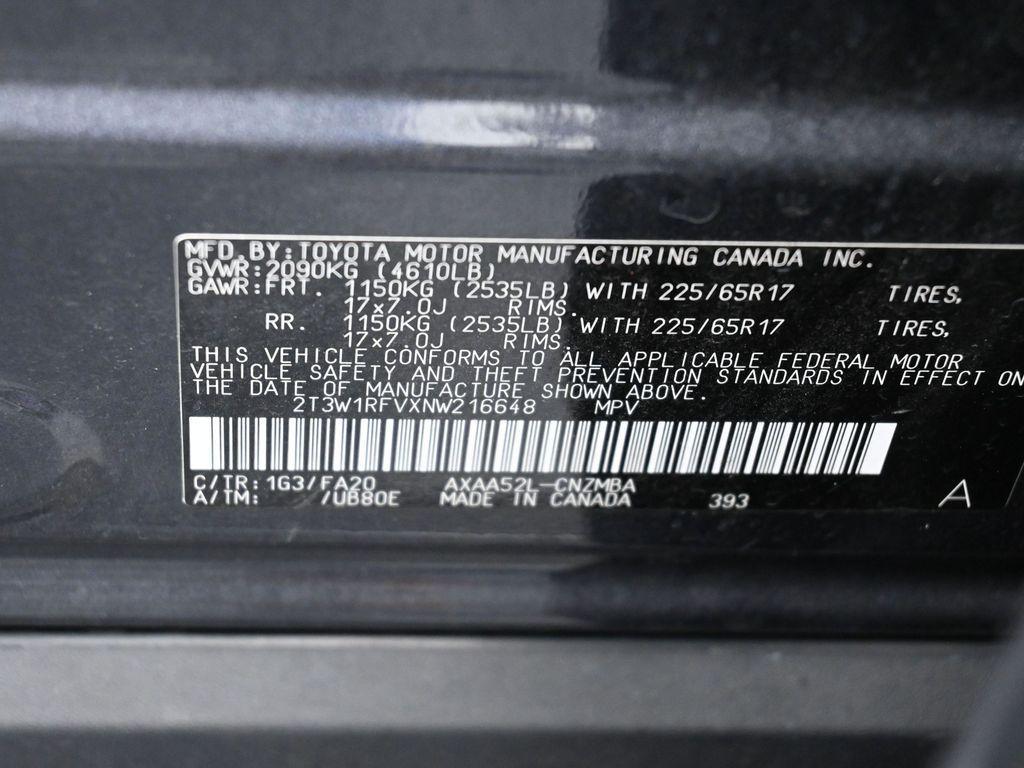 MFD. BY: TOYOTA MOTOR MANUFACTURING CANADA INC.
GVWR: 2090KG (4610LB)
GAWR: FRT. 1150KG (2535LB) WITH 225/65R17 TIRES,
17x7.0J RIMS.
RR. 1150KG (2535LB) WITH 225/65R17 TIRES,
17x7.0J RIMS.
THIS VEHICLE CONFORMS TO ALL APPLICABLE FEDERAL MOTOR
VEHICLE SAFETY AND THEFT PREVENTION STANDARDS IN EFFECT ON
THE DATE OF MANUFACTURE SHOWN ABOVE.
2T3W1RFVXNW216648 MPV
C/TR: 1G3/FA20 AXAA52L-CNZMBA
A/TM: /UB80E MADE IN CANADA 393 A